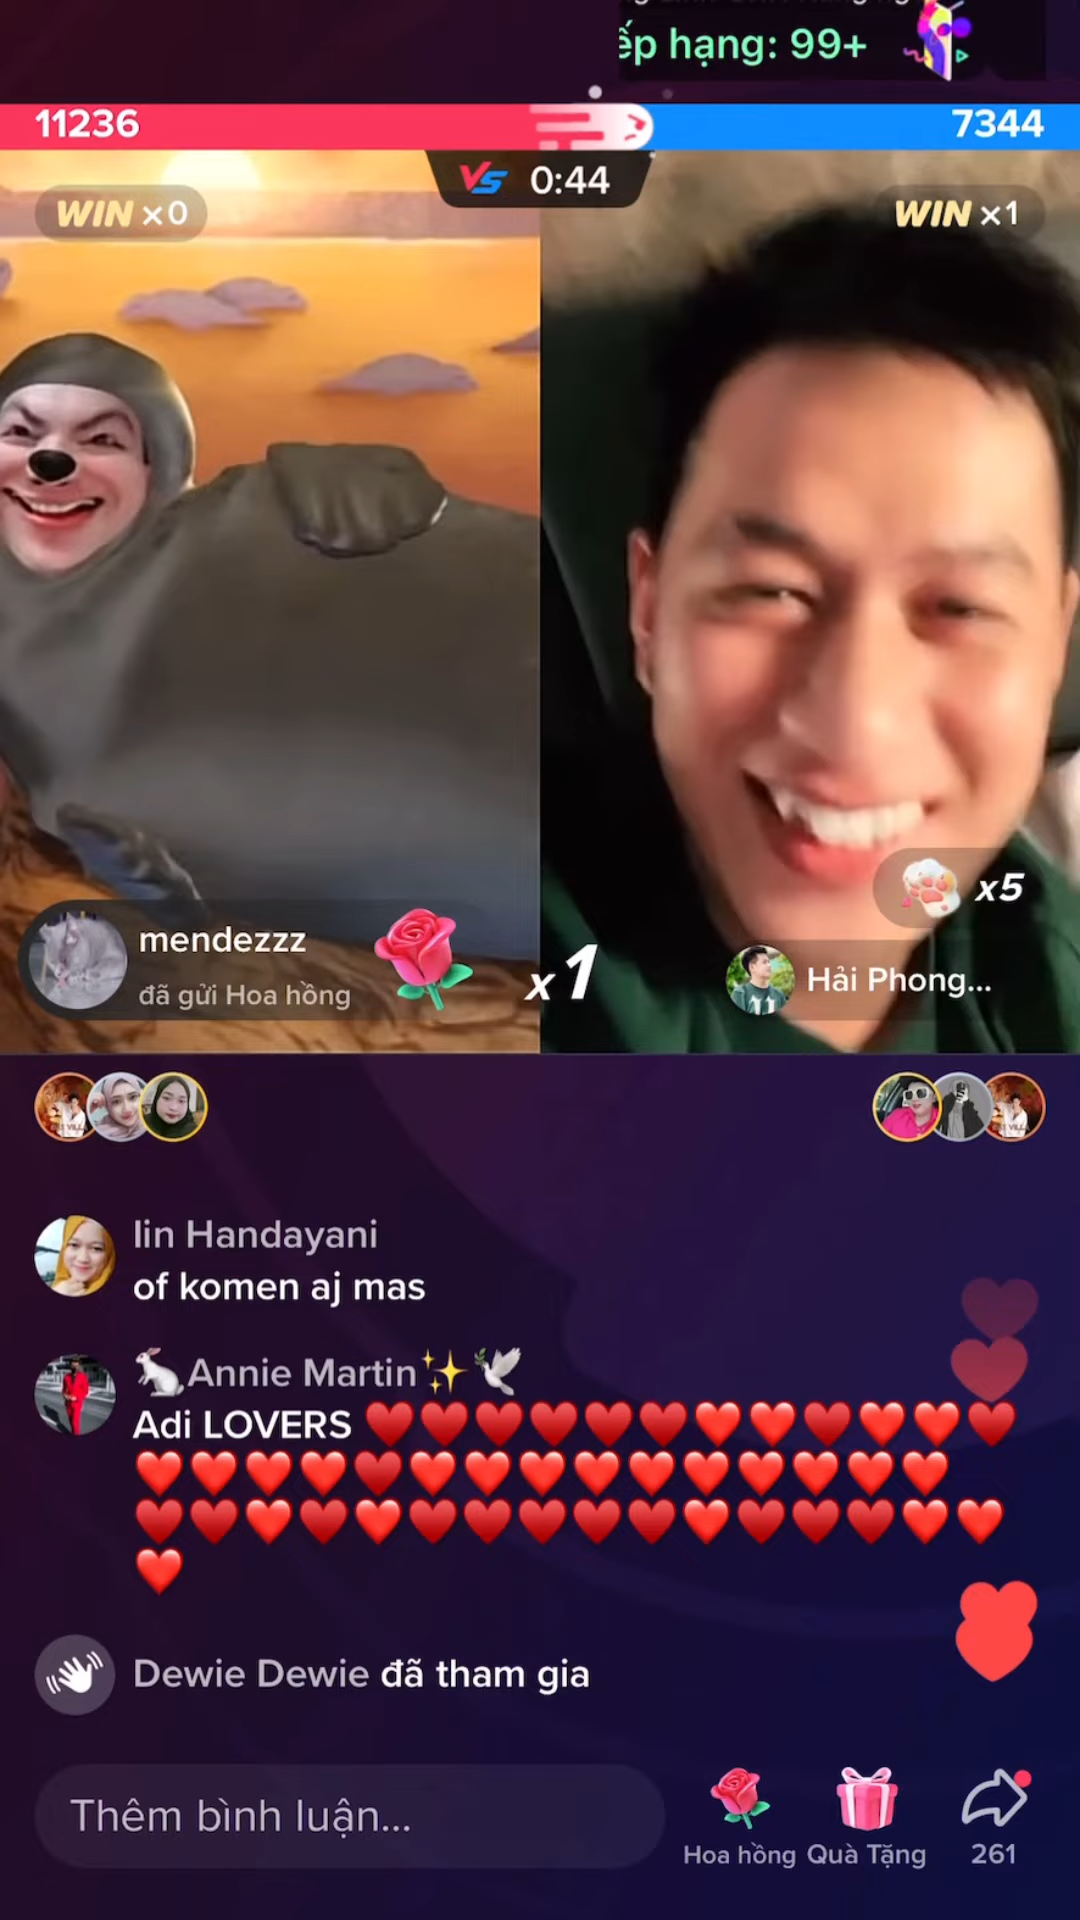 ếp hạng: 99+
11236
7344
VS 0:44
WIN x0
WIN x1
x5
mendezzz
đã gửi Hoa hồng
x1
Hải Phong...
Iin Handayani
of komen aj mas
🐇Annie Martin✨🕊️
Adi LOVERS ❤️❤️❤️❤️❤️❤️❤️❤️❤️❤️❤️❤️
❤️❤️❤️❤️❤️❤️❤️❤️❤️❤️❤️❤️❤️❤️❤️
❤️❤️❤️❤️❤️❤️❤️❤️❤️❤️❤️❤️❤️❤️❤️❤️
❤️
Dewie Dewie đã tham gia
Thêm bình luận...
Hoa hồng
Quà Tặng
261